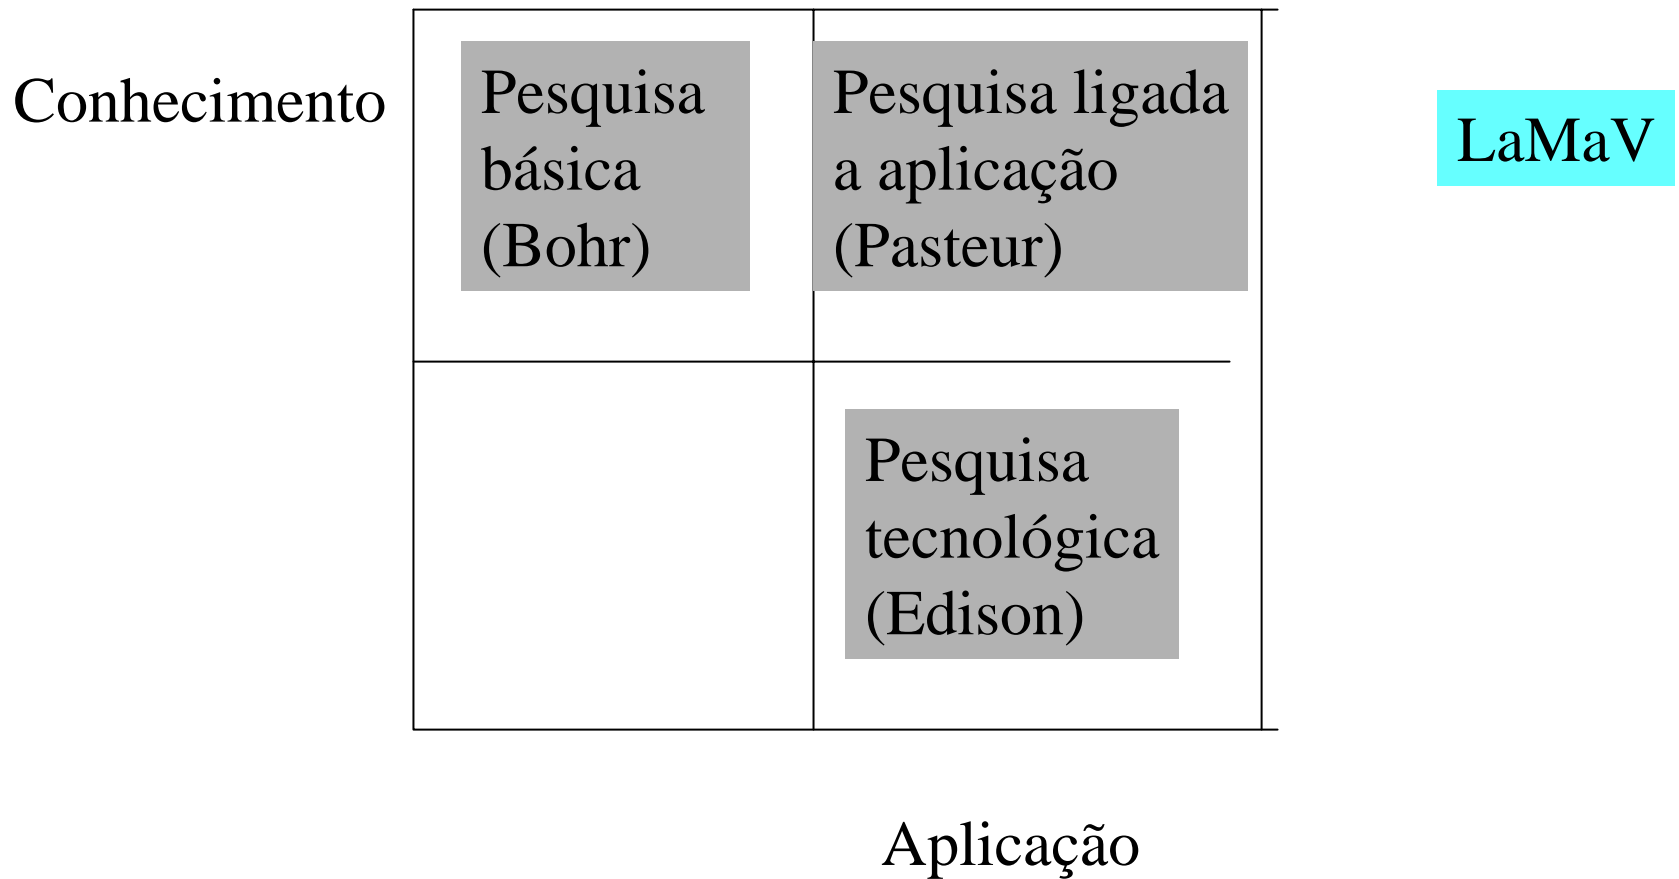 Conhecimento
Pesquisa
básica
(Bohr)
Pesquisa ligada
a aplicação
(Pasteur)
LaMaV
Pesquisa
tecnológica
(Edison)
Aplicação